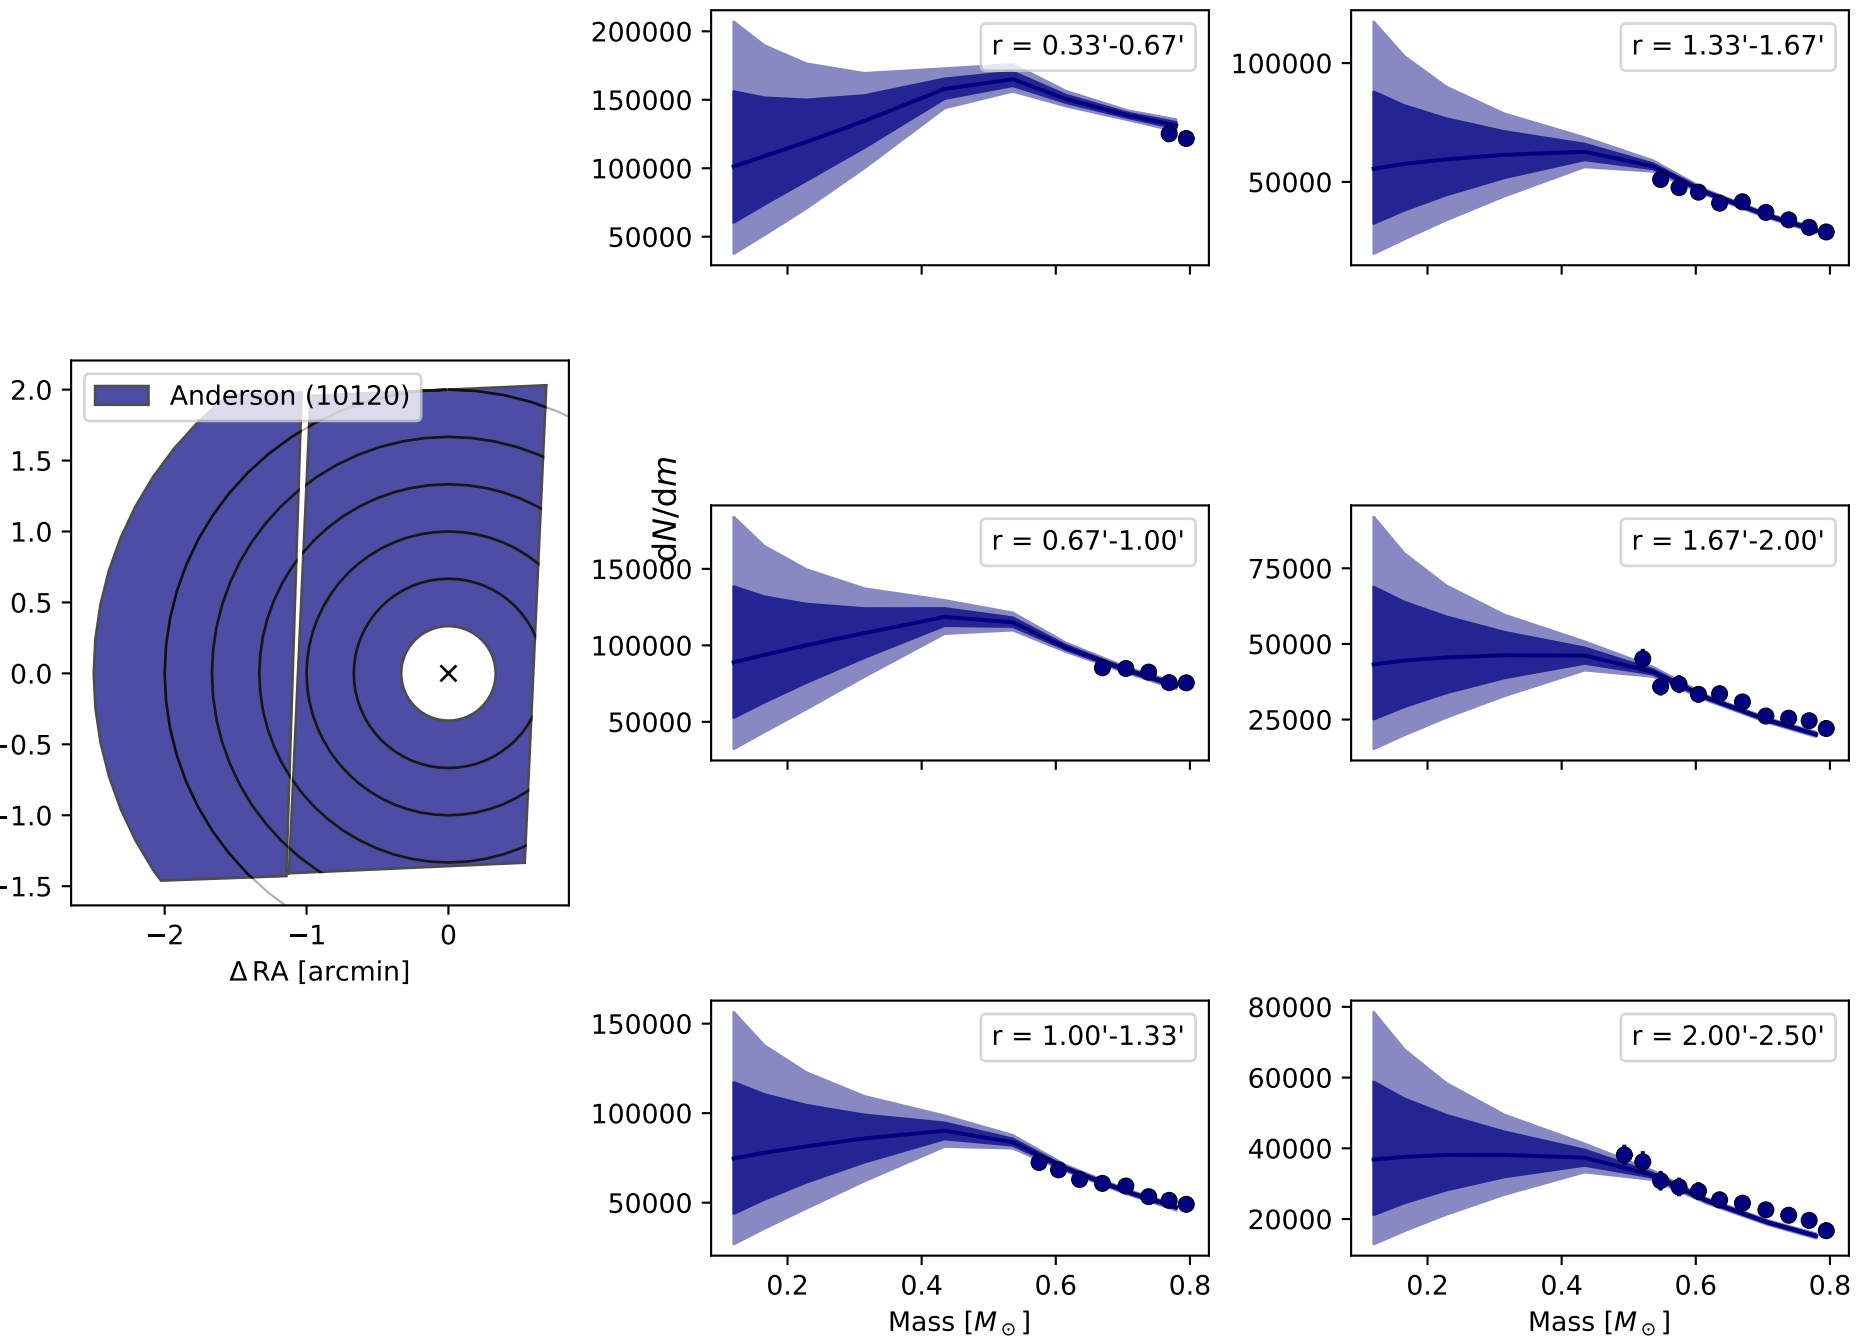 200000
150000
100000
50000
r = 0.33'-0.67'
100000
50000
r = 1.33'-1.67'
Anderson (10120)
2.0
1.5
1.0
0.5
0.0
−0.5
−1.0
−1.5
−2 −1 0
Δ RA [arcmin]
dN/dm
150000
100000
50000
r = 0.67'-1.00'
75000
50000
25000
r = 1.67'-2.00'
150000
100000
50000
r = 1.00'-1.33'
0.2 0.4 0.6 0.8
Mass [M⊙]
80000
60000
40000
20000
r = 2.00'-2.50'
0.2 0.4 0.6 0.8
Mass [M⊙]